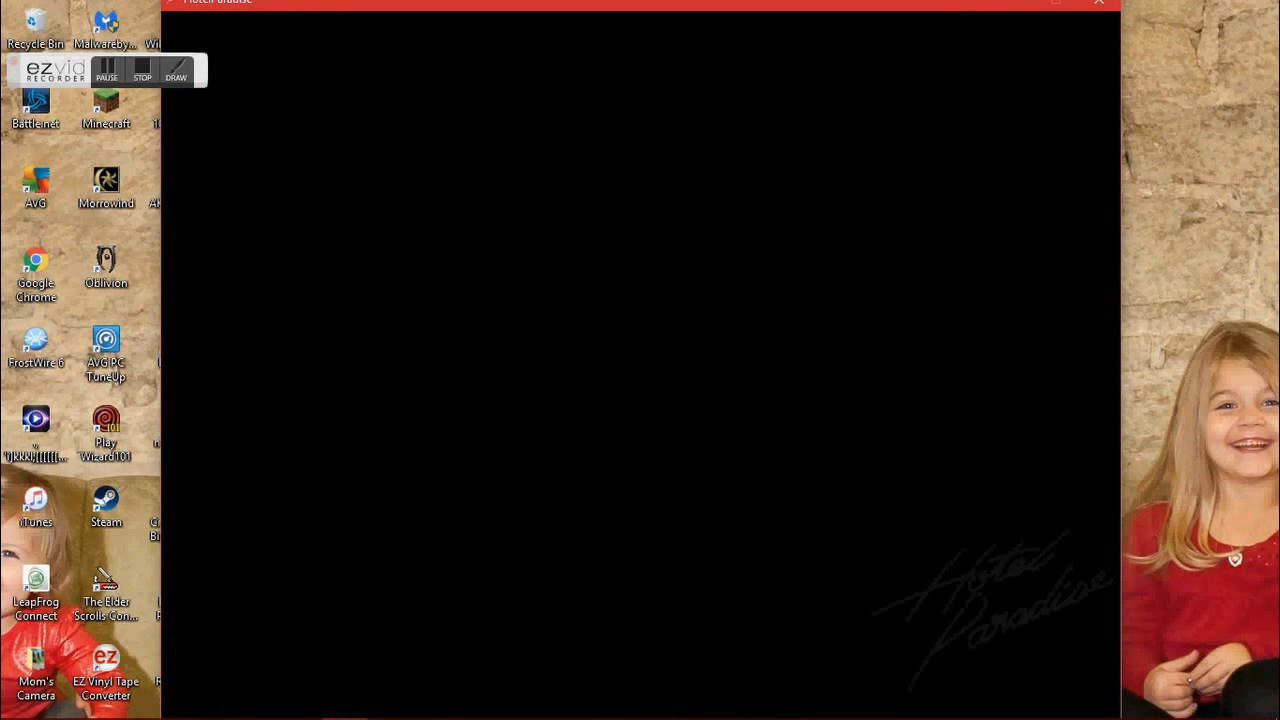 HotelParadise
Recycle Bin
Malwareby...
Wi
ezvid
RECORDER
PAUSE
STOP
DRAW
Battle.net
Minecraft
AVG
Morrowind
Google
Chrome
Oblivion
FrostWire 6
AVG PC
TuneUp
Play
Wizard101
iTunes
Steam
LeapFrog
Connect
The Elder
Scrolls Con...
Mom's
Camera
EZ Vinyl Tape
Converter
Hotel
Paradise